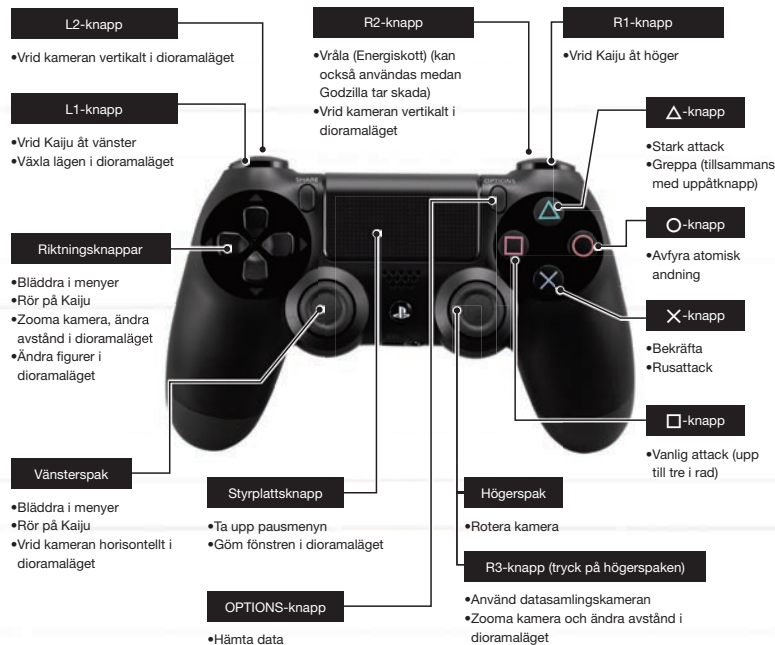 L2-knapp
•Vrid kameran vertikalt i dioramaläget
L1-knapp
•Vrid Kaiju åt vänster
•Växla lägen i dioramaläget
R2-knapp
•Vråla (Energiskott) (kan
också användas medan
Godzilla tar skada)
•Vrid kameran vertikalt i
dioramaläget
R1-knapp
•Vrid Kaiju åt höger
△-knapp
•Stark attack
•Greppa (tillsammans
med uppåtknapp)
○-knapp
•Avfyra atomisk
andning
✕-knapp
•Bekräfta
•Rusattack
□-knapp
•Vanlig attack (upp
till tre i rad)
SHARE
OPTIONS
Riktningsknappar
•Bläddra i menyer
•Rör på Kaiju
•Zooma kamera, ändra
avstånd i dioramaläget
•Ändra figurer i
dioramaläget
Vänsterspak
•Bläddra i menyer
•Rör på Kaiju
•Vrid kameran horisontellt i
dioramaläget
Styrplattsknapp
•Ta upp pausmenyn
•Göm fönstren i dioramaläget
OPTIONS-knapp
•Hämta data
Högerspak
•Rotera kamera
R3-knapp (tryck på högerspaken)
•Använd datasamlingskameran
•Zooma kamera och ändra avstånd i
dioramaläget